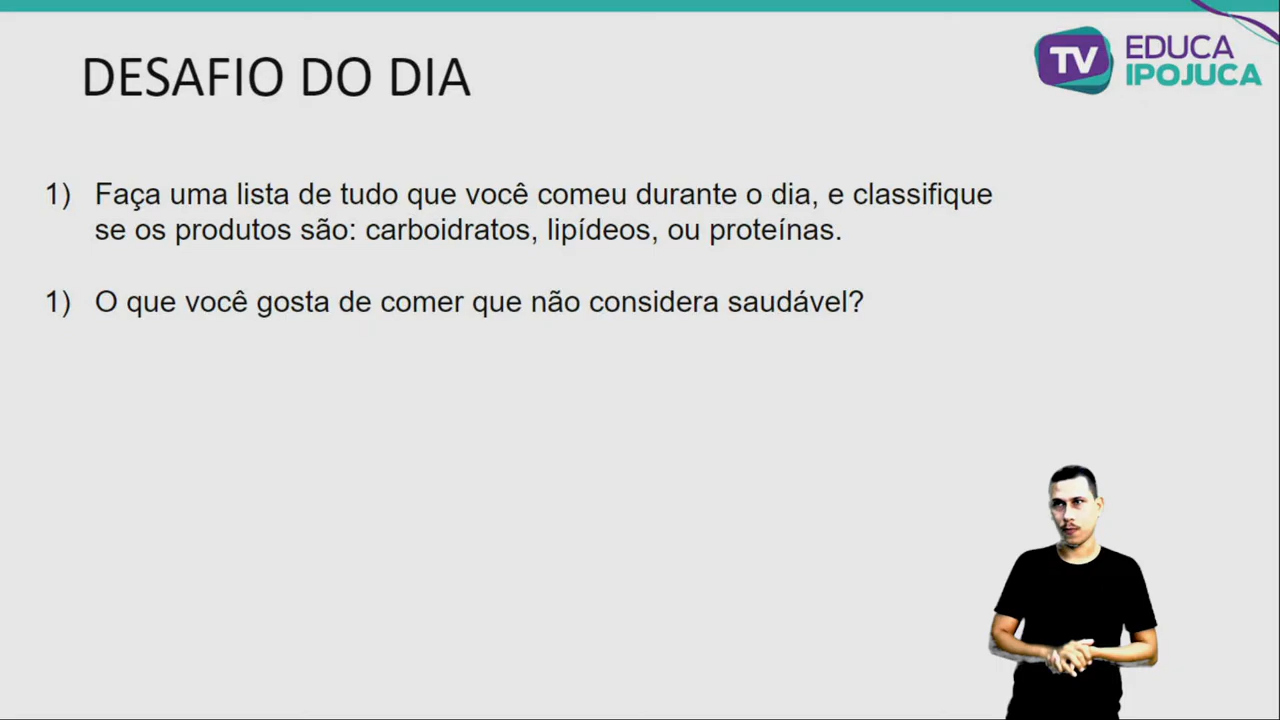 DESAFIO DO DIA
TV EDUCA
IPOJUCA
1) Faça uma lista de tudo que você comeu durante o dia, e classifique
se os produtos são: carboidratos, lipídeos, ou proteínas.
1) O que você gosta de comer que não considera saudável?